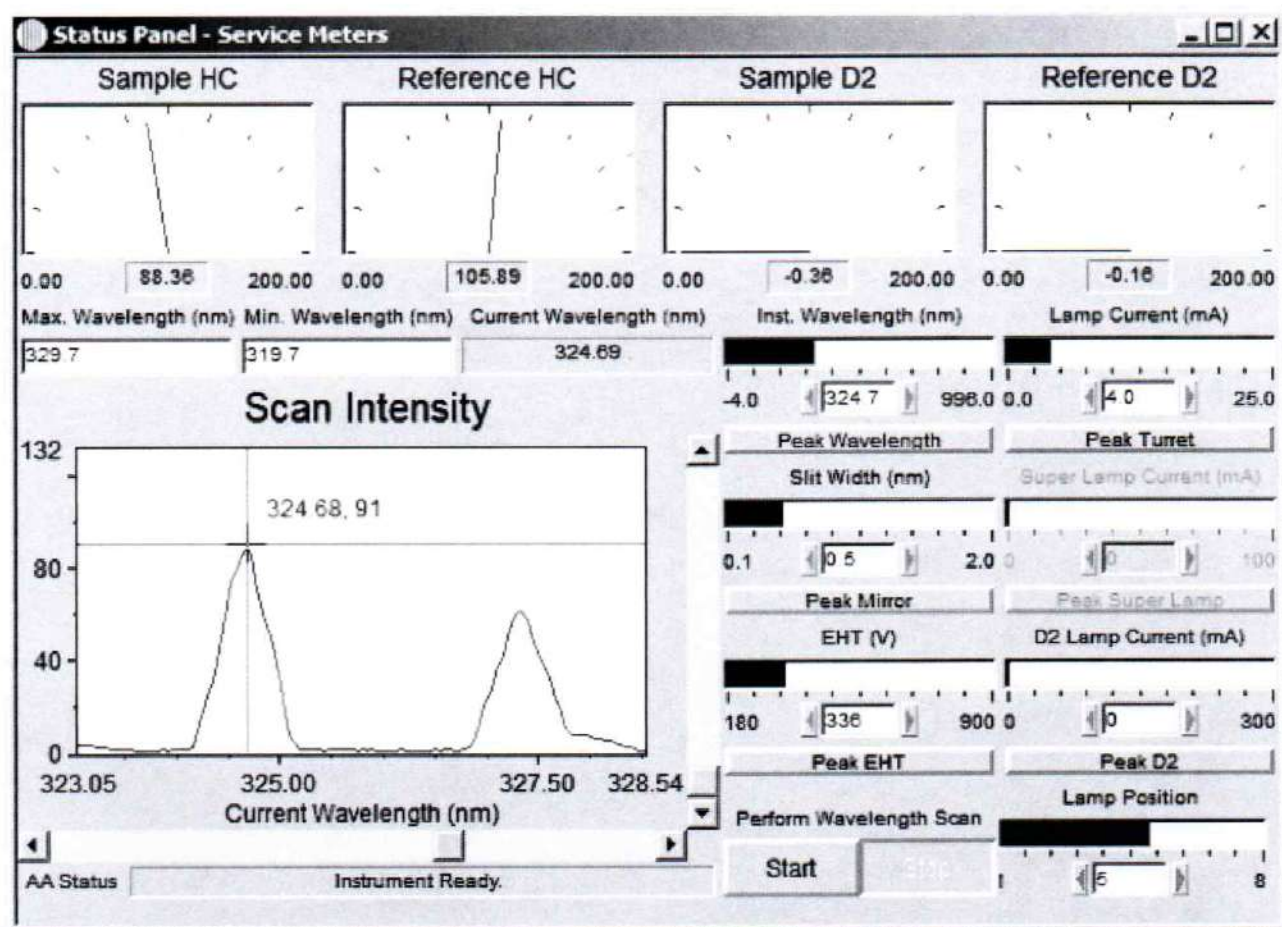 Status Panel - Service Meters
Sample HC Reference HC Sample D2 Reference D2
0.00 88.36 200.00 0.00 105.89 200.00 0.00 -0.36 200.00 0.00 -0.16 200.00
Max. Wavelength (nm) Min. Wavelength (nm) Current Wavelength (nm) Inst. Wavelength (nm) Lamp Current (mA)
329.7 319.7 324.69
-4.0 324.7 996.0 0.0 4.0 25.0
Scan Intensity
Peak Wavelength Peak Turret
132
Slit Width (nm) Super Lamp Current (mA)
324 68, 91
80
0.1 0 5 2.0 0 0 100
Peak Mirror Peak Super Lamp
EHT (V) D2 Lamp Current (mA)
40
180 336 900 0 0 300
0
Peak EHT Peak D2
323.05 325.00 327.50 328.54
Current Wavelength (nm)
Lamp Position
Perform Wavelength Scan
Start
AA Status Instrument Ready.
5 8